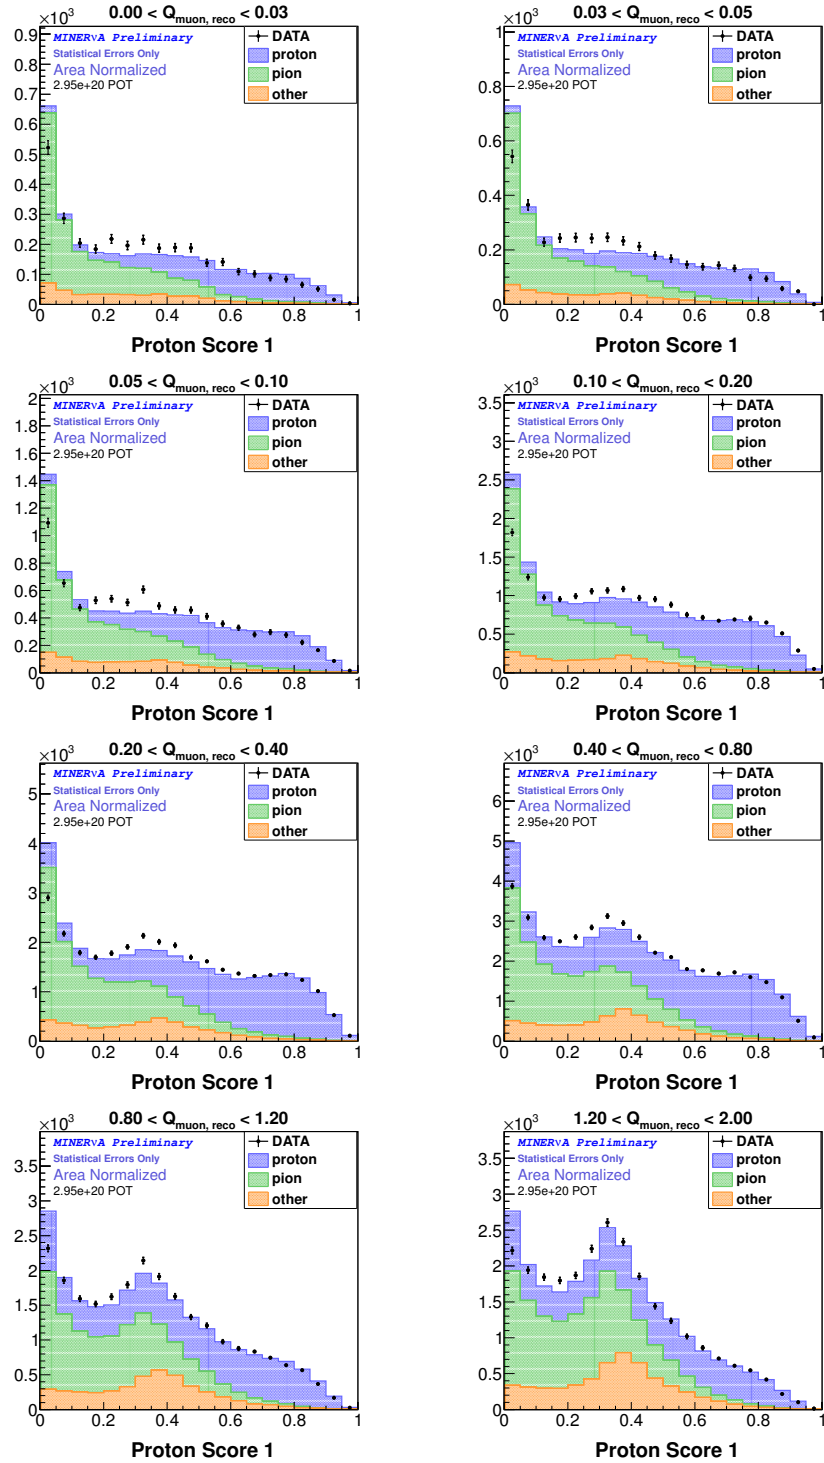 0.00 < Q muon, reco < 0.03
×10³
MINERνA Preliminary
Statistical Errors Only
Area Normalized
2.95e+20 POT
DATA
proton
pion
other
0.9
0.8
0.7
0.6
0.5
0.4
0.3
0.2
0.1
0
0 0.2 0.4 0.6 0.8 1
Proton Score 1
0.03 < Q muon, reco < 0.05
×10³
MINERνA Preliminary
Statistical Errors Only
Area Normalized
2.95e+20 POT
DATA
proton
pion
other
1
0.8
0.6
0.4
0.2
0
0 0.2 0.4 0.6 0.8 1
Proton Score 1
0.05 < Q muon, reco < 0.10
×10³
MINERνA Preliminary
Statistical Errors Only
Area Normalized
2.95e+20 POT
DATA
proton
pion
other
2
1.8
1.6
1.4
1.2
1
0.8
0.6
0.4
0.2
0
0 0.2 0.4 0.6 0.8 1
Proton Score 1
0.10 < Q muon, reco < 0.20
×10³
MINERνA Preliminary
Statistical Errors Only
Area Normalized
2.95e+20 POT
DATA
proton
pion
other
3.5
3
2.5
2
1.5
1
0.5
0
0 0.2 0.4 0.6 0.8 1
Proton Score 1
0.20 < Q muon, reco < 0.40
×10³
MINERνA Preliminary
Statistical Errors Only
Area Normalized
2.95e+20 POT
DATA
proton
pion
other
5
4
3
2
1
0
0 0.2 0.4 0.6 0.8 1
Proton Score 1
0.40 < Q muon, reco < 0.80
×10³
MINERνA Preliminary
Statistical Errors Only
Area Normalized
2.95e+20 POT
DATA
proton
pion
other
6
5
4
3
2
1
0
0 0.2 0.4 0.6 0.8 1
Proton Score 1
0.80 < Q muon, reco < 1.20
×10³
MINERνA Preliminary
Statistical Errors Only
Area Normalized
2.95e+20 POT
DATA
proton
pion
other
3.5
3
2.5
2
1.5
1
0.5
0
0 0.2 0.4 0.6 0.8 1
Proton Score 1
1.20 < Q muon, reco < 2.00
×10³
MINERνA Preliminary
Statistical Errors Only
Area Normalized
2.95e+20 POT
DATA
proton
pion
other
3.5
3
2.5
2
1.5
1
0.5
0
0 0.2 0.4 0.6 0.8 1
Proton Score 1